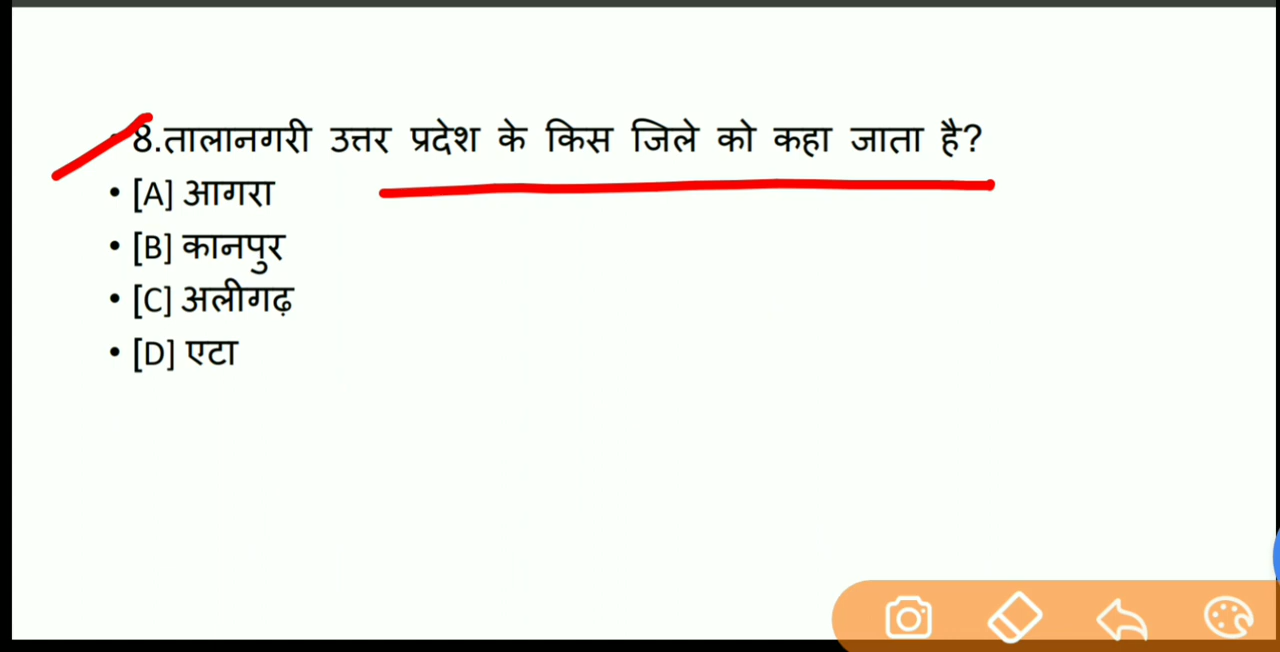 8.तालानगरी उत्तर प्रदेश के किस जिले को कहा जाता है?
• [A] आगरा
• [B] कानपुर
• [C] अलीगढ़
• [D] एटा